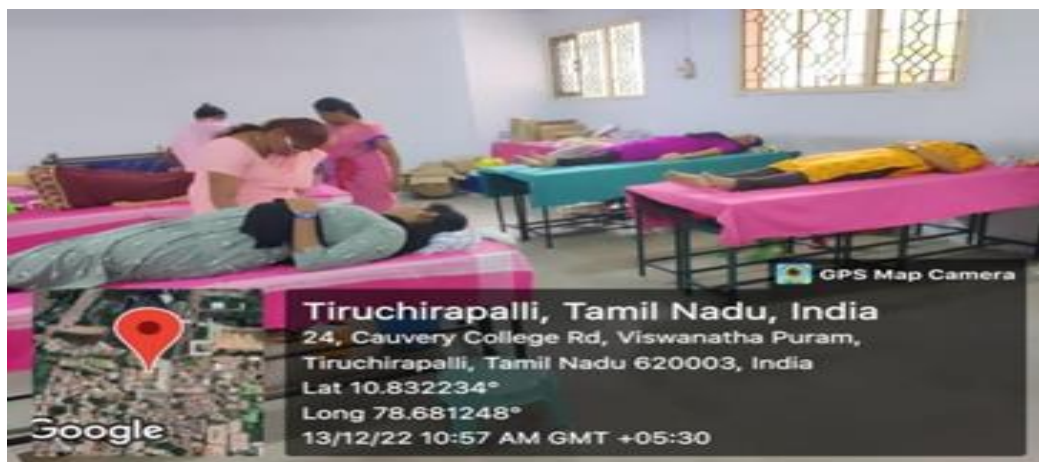 GPS Map Camera
Tiruchirapalli, Tamil Nadu, India
24, Cauvery College Rd, Viswanatha Puram,
Tiruchirapalli, Tamil Nadu 620003, India
Lat 10.832234°
Long 78.681248°
13/12/22 10:57 AM GMT +05:30
Google